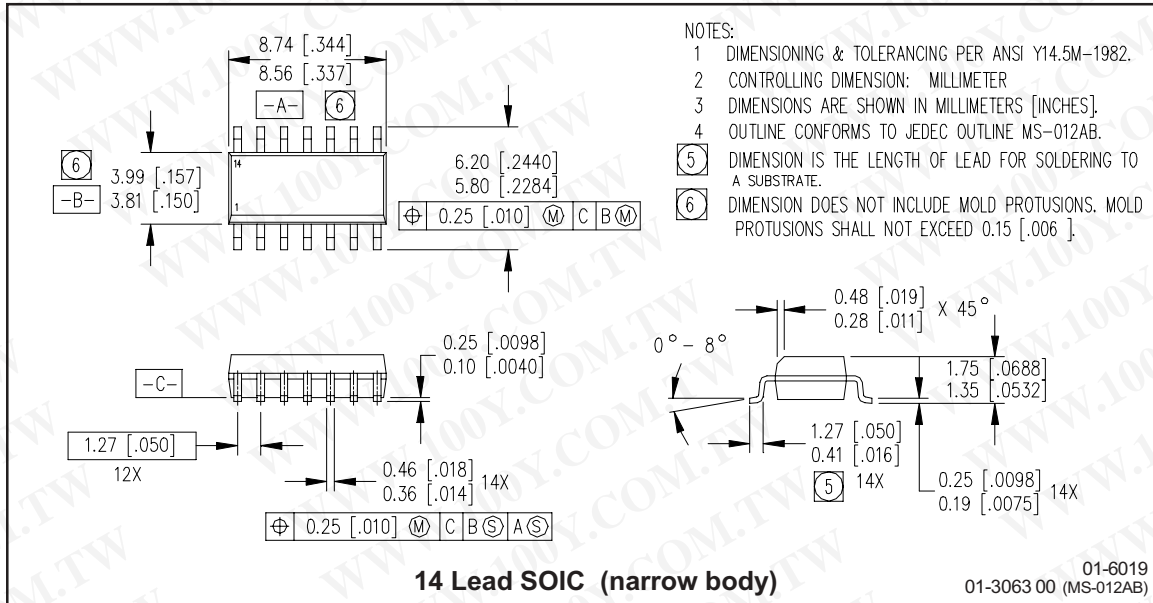 8.74 [.344]
8.56 [.337]
-A- 6
6
3.99 [.157]
-B- 3.81 [.150]
14
1
6.20 [.2440]
5.80 [.2284]
⌖ 0.25 [.010] Ⓜ C B Ⓜ
NOTES:
1 DIMENSIONING & TOLERANCING PER ANSI Y14.5M-1982.
2 CONTROLLING DIMENSION: MILLIMETER
3 DIMENSIONS ARE SHOWN IN MILLIMETERS [INCHES].
4 OUTLINE CONFORMS TO JEDEC OUTLINE MS-012AB.
5 DIMENSION IS THE LENGTH OF LEAD FOR SOLDERING TO
A SUBSTRATE.
6 DIMENSION DOES NOT INCLUDE MOLD PROTUSIONS. MOLD
PROTUSIONS SHALL NOT EXCEED 0.15 [.006 ].
-C-
0.25 [.0098]
0.10 [.0040]
1.27 [.050]
12X
0.46 [.018]
0.36 [.014] 14X
⌖ 0.25 [.010] Ⓜ C B Ⓢ A Ⓢ
0.48 [.019]
0.28 [.011] X 45°
0°- 8°
1.75 [.0688]
1.35 [.0532]
1.27 [.050]
0.41 [.016]
5 14X
0.25 [.0098]
0.19 [.0075] 14X
14 Lead SOIC (narrow body)
01-6019
01-3063 00 (MS-012AB)
WWW.100Y.COM.TW